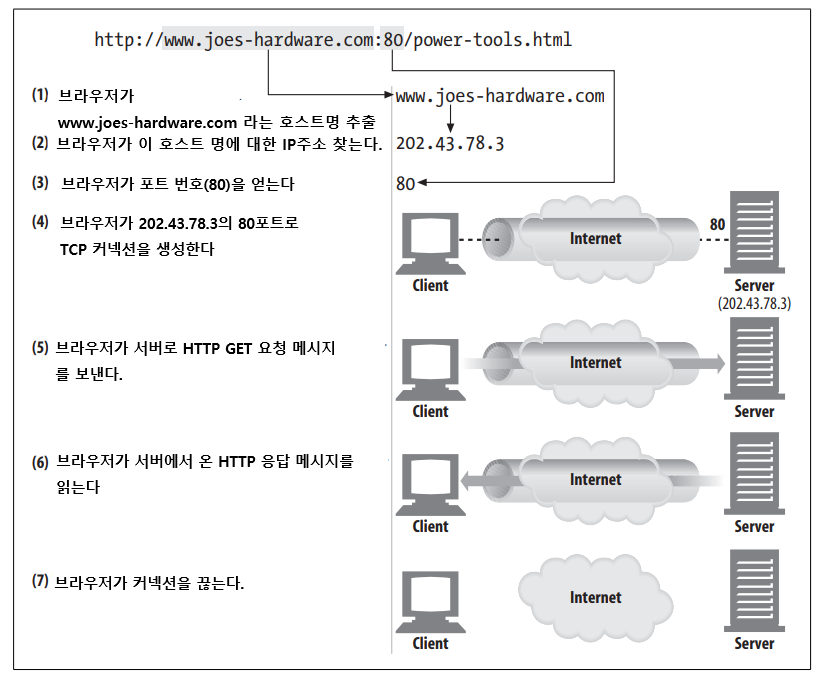 http://www.joes-hardware.com:80/power-tools.html
(1) 브라우저가
www.joes-hardware.com 라는 호스트명 추출
www.joes-hardware.com
(2) 브라우저가 이 호스트 명에 대한 IP주소 찾는다.
202.43.78.3
(3) 브라우저가 포트 번호(80)을 얻는다
80
(4) 브라우저가 202.43.78.3의 80포트로
TCP 커넥션을 생성한다
Client
Internet
80
Server
(202.43.78.3)
(5) 브라우저가 서버로 HTTP GET 요청 메시지
를 보낸다.
Client
Internet
Server
(6) 브라우저가 서버에서 온 HTTP 응답 메시지를
읽는다
Client
Internet
Server
(7) 브라우저가 커넥션을 끊는다.
Client
Internet
Server